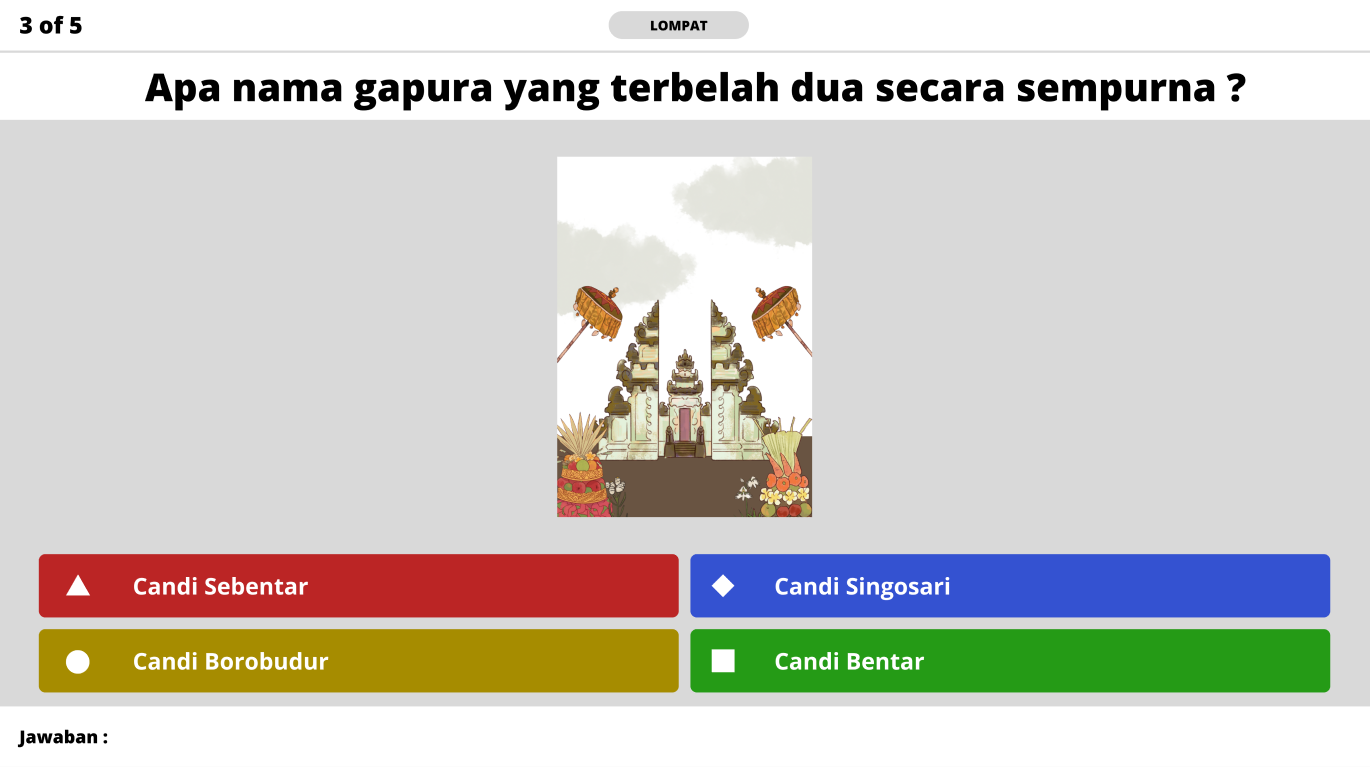 3 of 5
LOMPAT
Apa nama gapura yang terbelah dua secara sempurna ?
Candi Sebentar
Candi Singosari
Candi Borobudur
Candi Bentar
Jawaban :